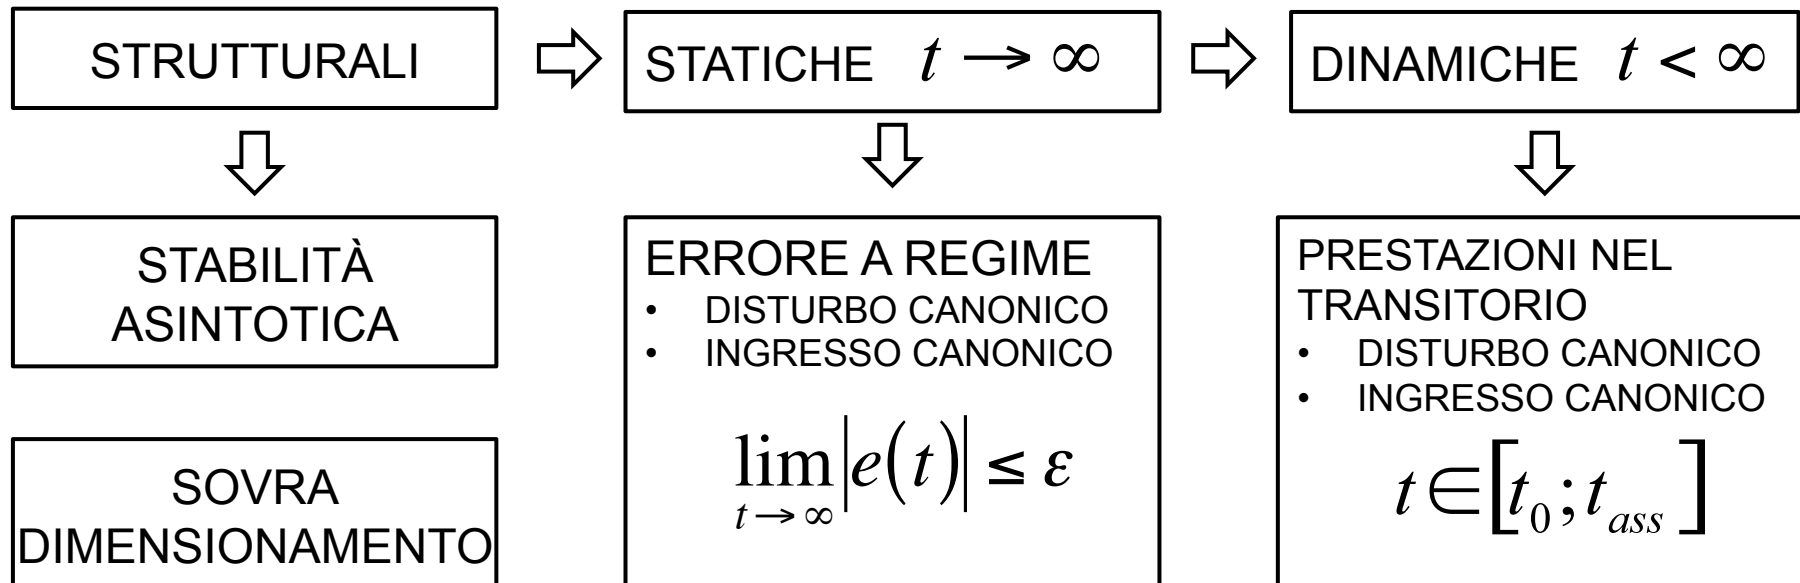 STRUTTURALI
STATICHE t → ∞
DINAMICHE t < ∞
STABILITÀ
ASINTOTICA
SOVRA
DIMENSIONAMENTO
ERRORE A REGIME
• DISTURBO CANONICO
• INGRESSO CANONICO
lim |e(t)| ≤ ε
t → ∞
PRESTAZIONI NEL
TRANSITORIO
• DISTURBO CANONICO
• INGRESSO CANONICO
t ∈ [t₀; t_ass]